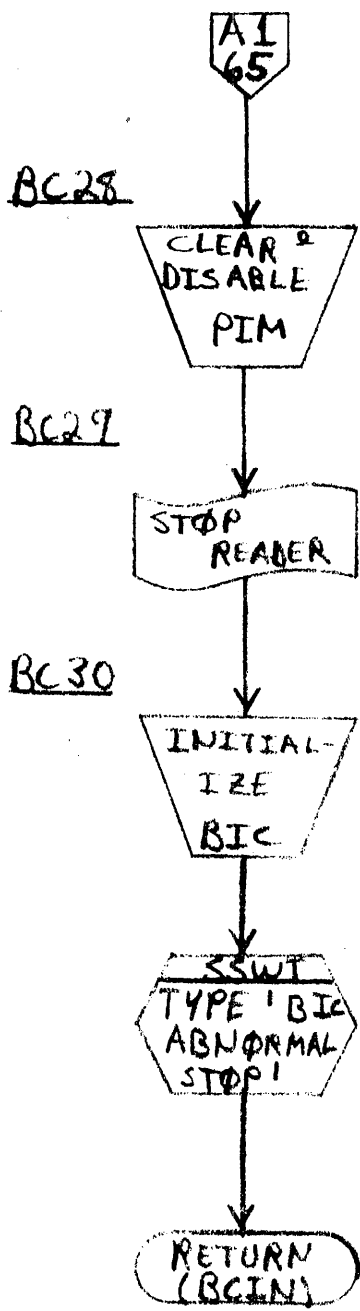 A1
65
BC28
CLEAR &
DISABLE
PIM
BC29
STØP
READER
BC30
INITIAL-
IZE
BIC
SSWT
TYPE 'BIC
ABNØRMAL
STØP'
RETURN
(BCIN)